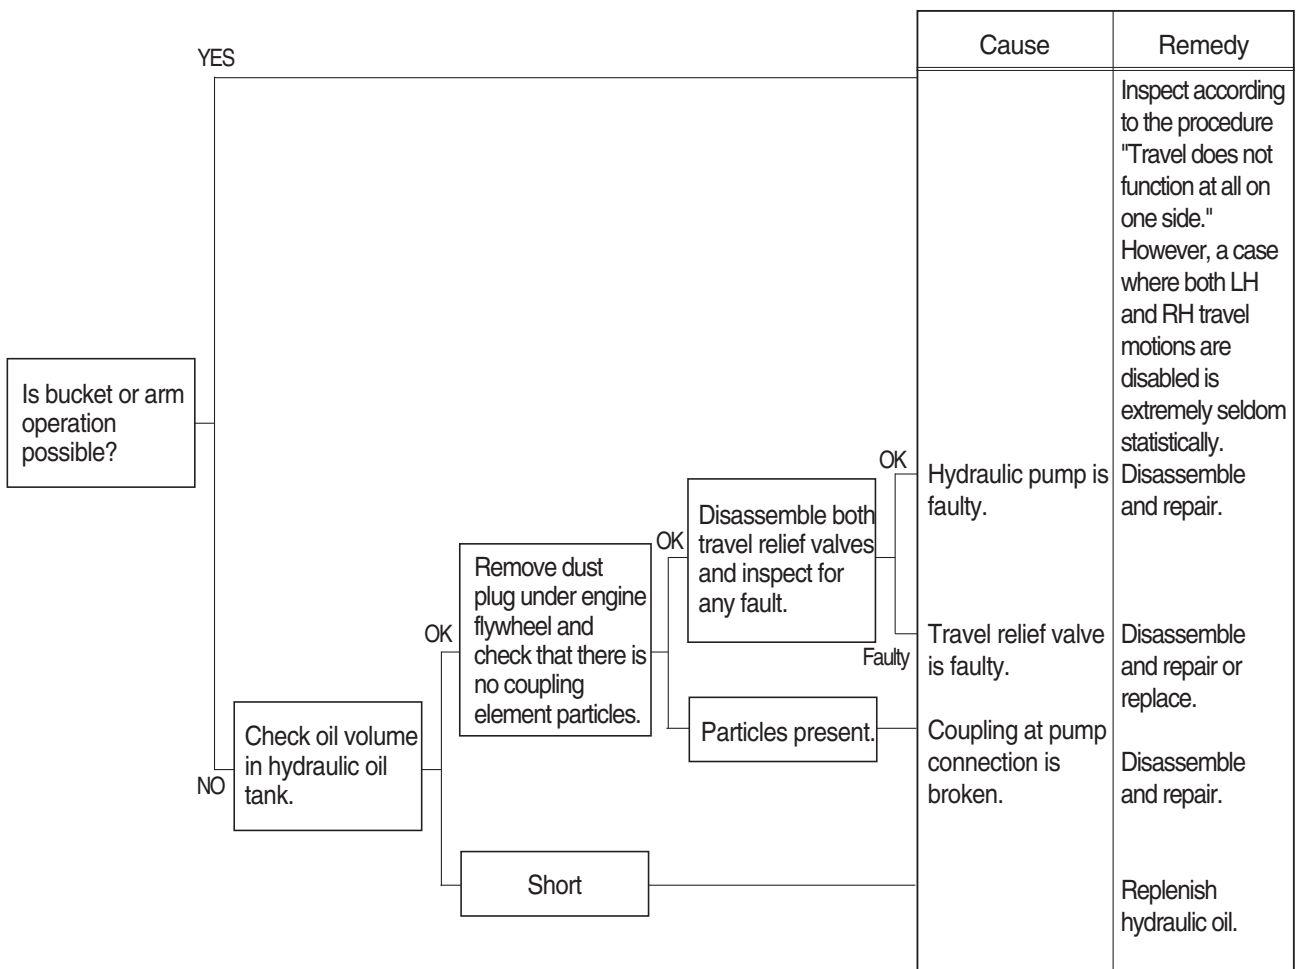 Cause
Remedy
YES
Inspect according
to the procedure
"Travel does not
function at all on
one side."
However, a case
where both LH
and RH travel
motions are
disabled is
extremely seldom
statistically.
Is bucket or arm
operation
possible?
NO
Check oil volume
in hydraulic oil
tank.
OK
Remove dust
plug under engine
flywheel and
check that there is
no coupling
element particles.
OK
Disassemble both
travel relief valves
and inspect for
any fault.
OK
Hydraulic pump is
faulty.
Disassemble
and repair.
Faulty
Travel relief valve
is faulty.
Disassemble
and repair or
replace.
Particles present.
Coupling at pump
connection is
broken.
Disassemble
and repair.
Short
Replenish
hydraulic oil.